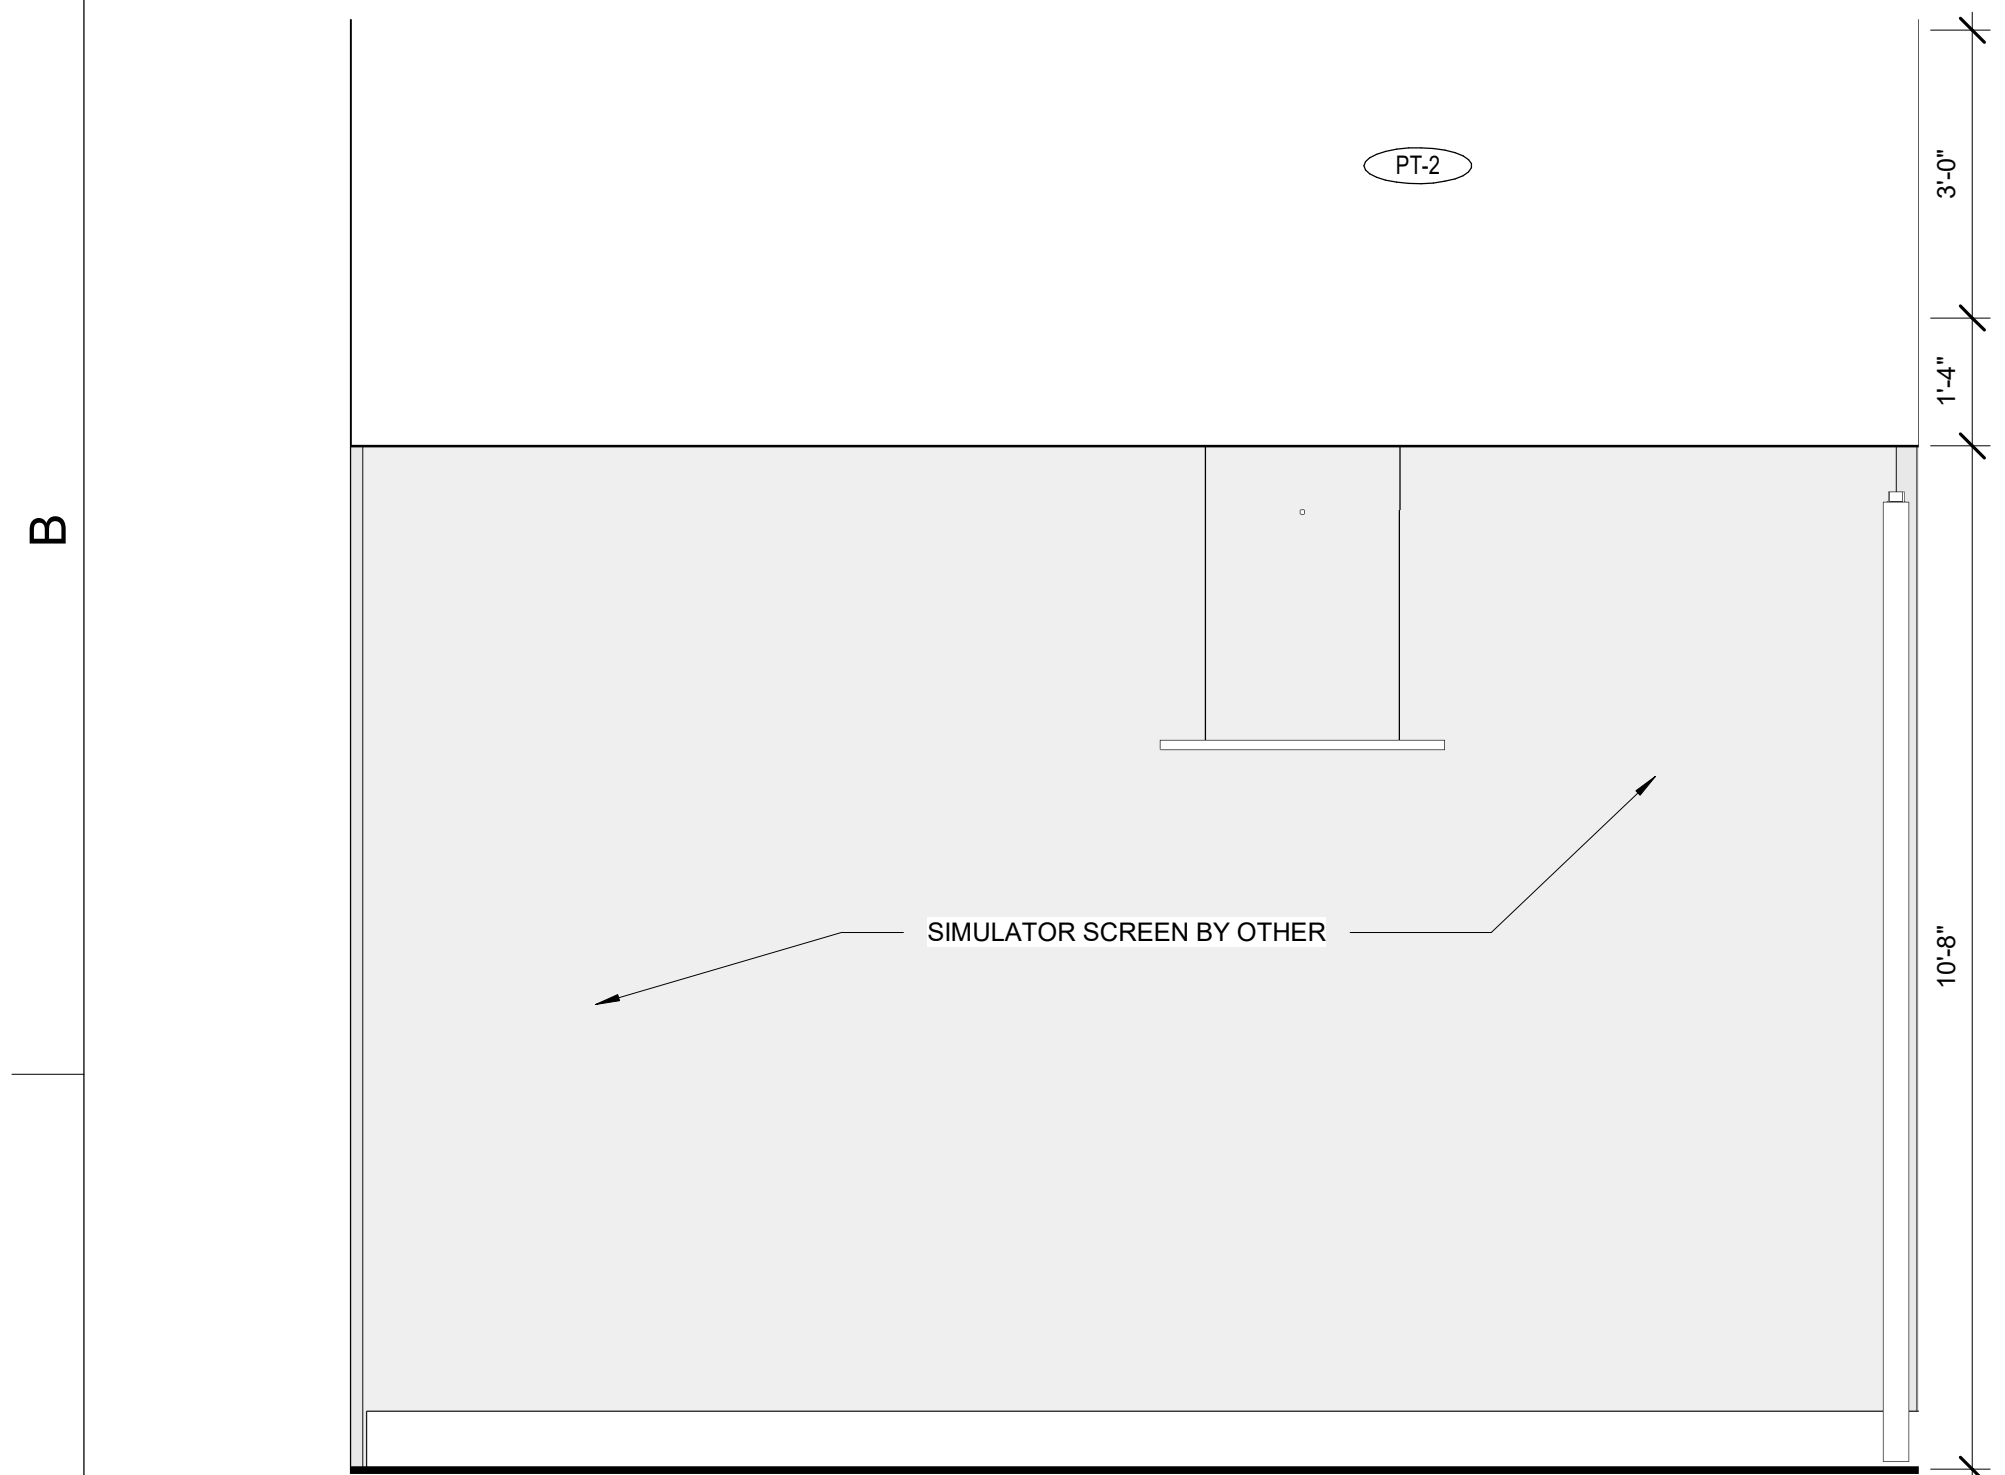 PT-2
3'-0"
1'-4"
B
SIMULATOR SCREEN BY OTHER
10'-8"